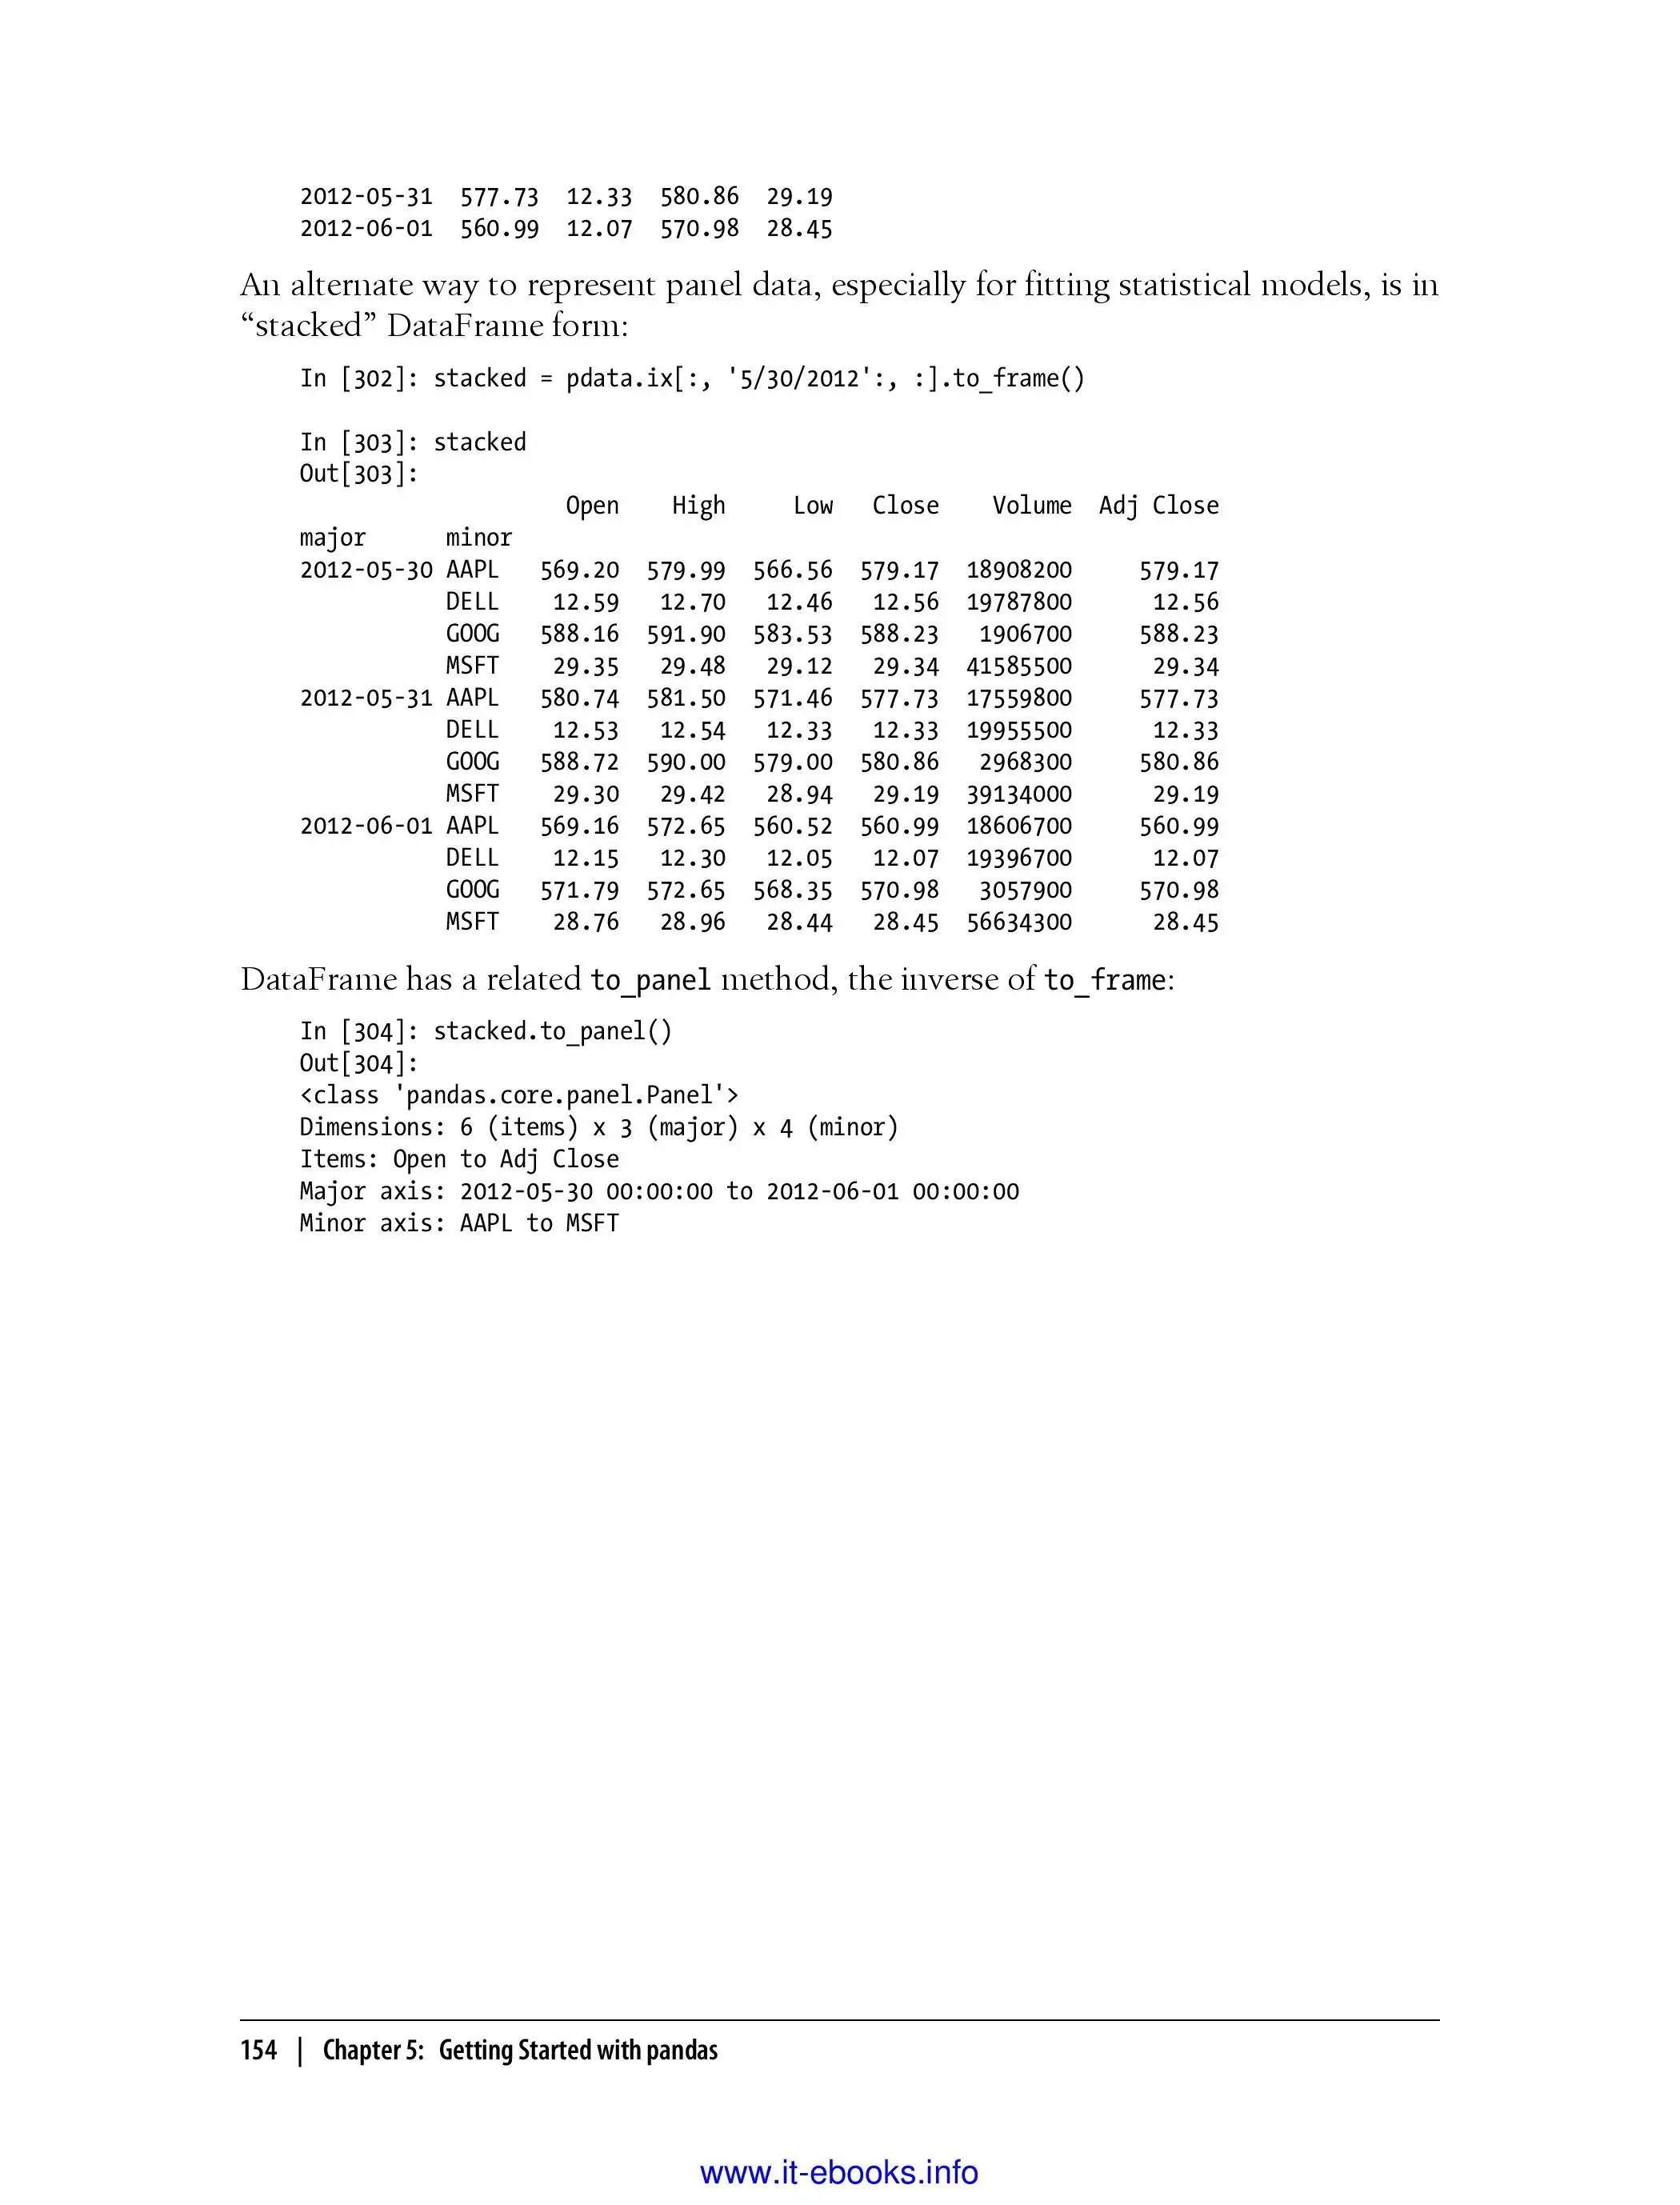 2012-05-31  577.73  12.33  580.86  29.19
2012-06-01  560.99  12.07  570.98  28.45
An alternate way to represent panel data, especially for fitting statistical models, is in
“stacked” DataFrame form:
In [302]: stacked = pdata.ix[:, '5/30/2012':, :].to_frame()
In [303]: stacked
Out[303]:
                    Open    High     Low   Close    Volume  Adj Close
major      minor
2012-05-30 AAPL   569.20  579.99  566.56  579.17  18908200     579.17
           DELL    12.59   12.70   12.46   12.56  19787800      12.56
           GOOG   588.16  591.90  583.53  588.23   1906700     588.23
           MSFT    29.35   29.48   29.12   29.34  41585500      29.34
2012-05-31 AAPL   580.74  581.50  571.46  577.73  17559800     577.73
           DELL    12.53   12.54   12.33   12.33  19955500      12.33
           GOOG   588.72  590.00  579.00  580.86   2968300     580.86
           MSFT    29.30   29.42   28.94   29.19  39134000      29.19
2012-06-01 AAPL   569.16  572.65  560.52  560.99  18606700     560.99
           DELL    12.15   12.30   12.05   12.07  19396700      12.07
           GOOG   571.79  572.65  568.35  570.98   3057900     570.98
           MSFT    28.76   28.96   28.44   28.45  56634300      28.45
DataFrame has a related to_panel method, the inverse of to_frame:
In [304]: stacked.to_panel()
Out[304]:
<class 'pandas.core.panel.Panel'>
Dimensions: 6 (items) x 3 (major) x 4 (minor)
Items: Open to Adj Close
Major axis: 2012-05-30 00:00:00 to 2012-06-01 00:00:00
Minor axis: AAPL to MSFT
154 | Chapter 5: Getting Started with pandas
www.it-ebooks.info